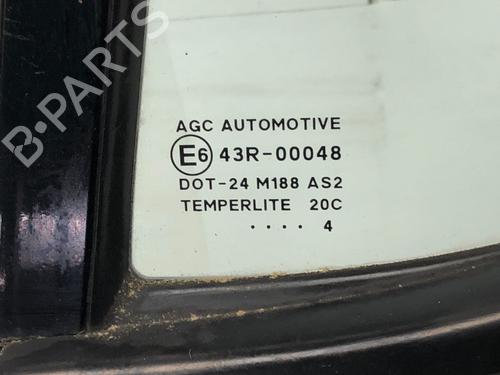 B-PARTS
AGC AUTOMOTIVE
E6 43R-00048
DOT-24 M188 AS2
TEMPERLITE 20C
.... 4